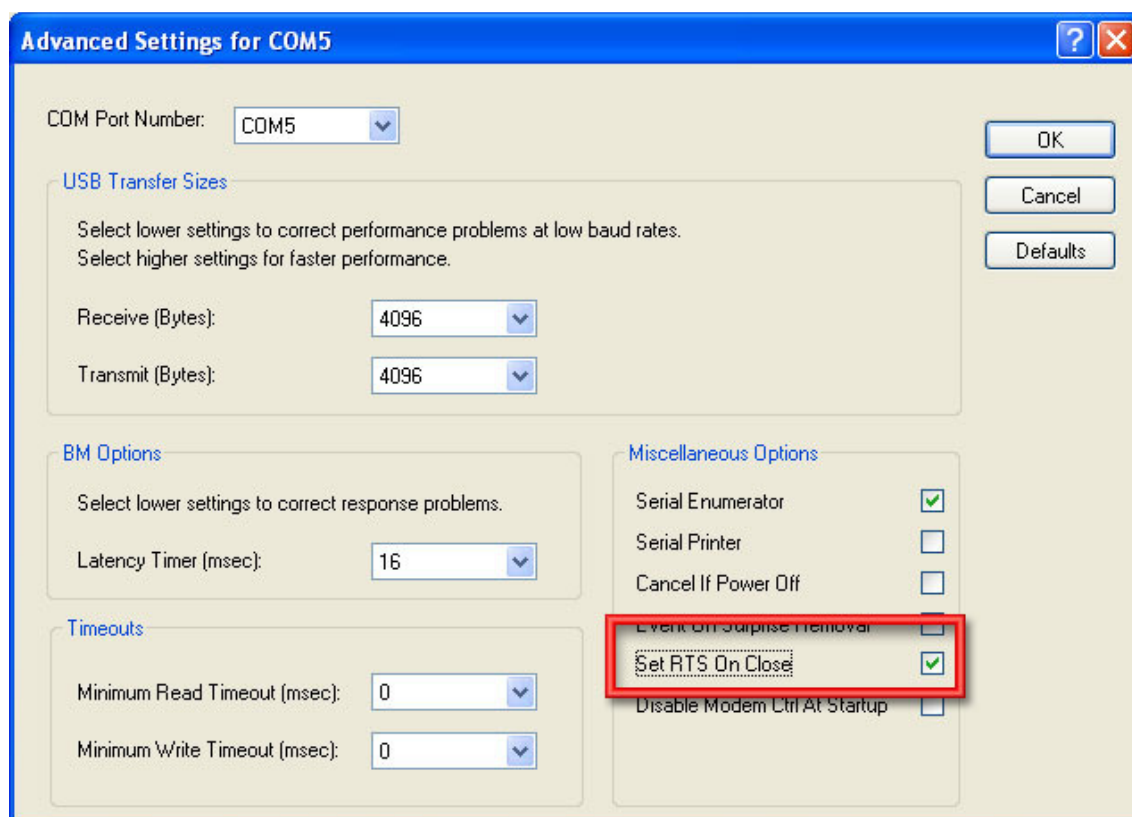 Advanced Settings for COM5
COM Port Number:
COM5
OK
Cancel
Defaults
USB Transfer Sizes
Select lower settings to correct performance problems at low baud rates.
Select higher settings for faster performance.
Receive (Bytes):
4096
Transmit (Bytes):
4096
BM Options
Select lower settings to correct response problems.
Latency Timer (msec):
16
Timeouts
Minimum Read Timeout (msec):
0
Minimum Write Timeout (msec):
0
Miscellaneous Options
Serial Enumerator
Serial Printer
Cancel If Power Off
Event On Surprise Removal
Set RTS On Close
Disable Modem Ctrl At Startup